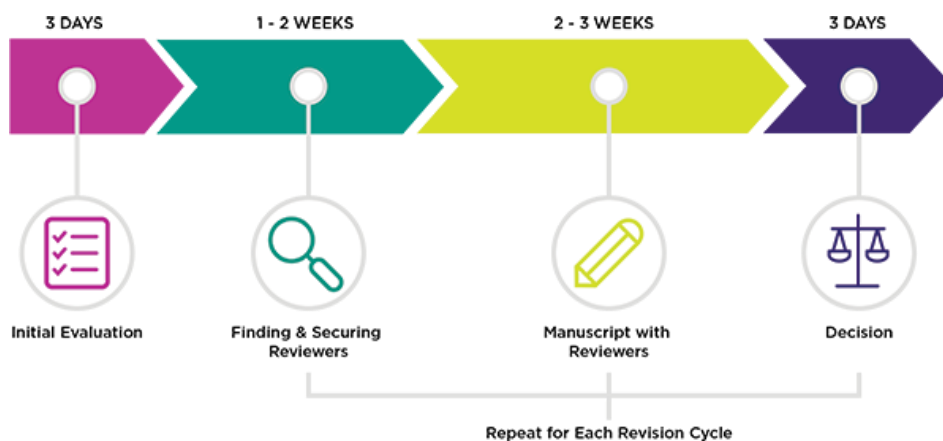 3 DAYS
1 - 2 WEEKS
2 - 3 WEEKS
3 DAYS
Initial Evaluation
Finding & Securing
Reviewers
Manuscript with
Reviewers
Decision
Repeat for Each Revision Cycle